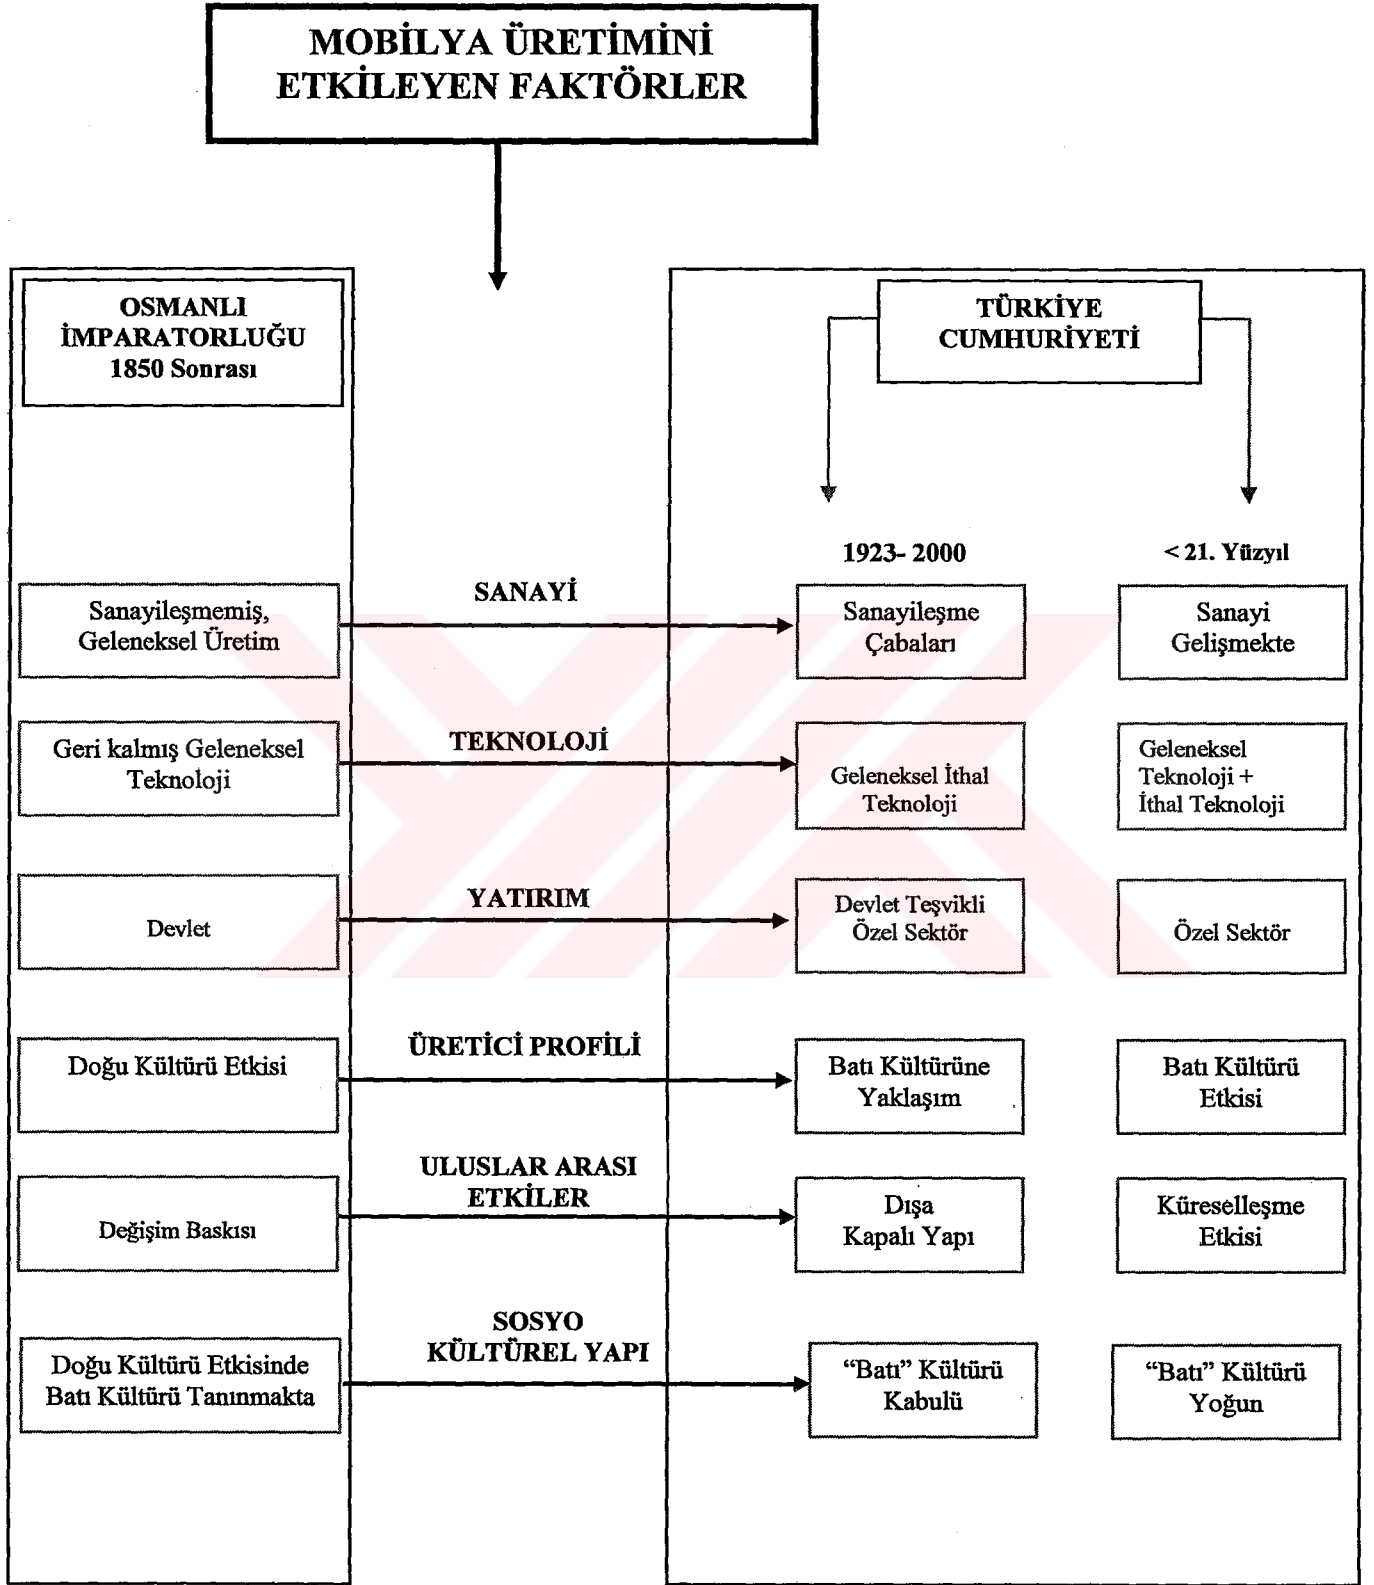 MOBİLYA ÜRETİMİNİ
ETKİLEYEN FAKTÖRLER
OSMANLI
İMPARATORLUĞU
1850 Sonrası
TÜRKİYE
CUMHURİYETİ
1923- 2000
< 21. Yüzyıl
SANAYİ
Sanayileşmemiş,
Geleneksel Üretim
Sanayileşme
Çabaları
Sanayi
Gelişmekte
TEKNOLOJİ
Geri kalmış Geleneksel
Teknoloji
Geleneksel İthal
Teknoloji
Geleneksel
Teknoloji +
İthal Teknoloji
YATIRIM
Devlet
Devlet Teşvikli
Özel Sektör
Özel Sektör
ÜRETİCİ PROFİLİ
Doğu Kültürü Etkisi
Batı Kültürüne
Yaklaşım
Batı Kültürü
Etkisi
ULUSLAR ARASI
ETKİLER
Değişim Baskısı
Dışa
Kapalı Yapı
Küreselleşme
Etkisi
SOSYO
KÜLTÜREL YAPI
Doğu Kültürü Etkisinde
Batı Kültürü Tanınmakta
“Batı” Kültürü
Kabulü
“Batı” Kültürü
Yoğun